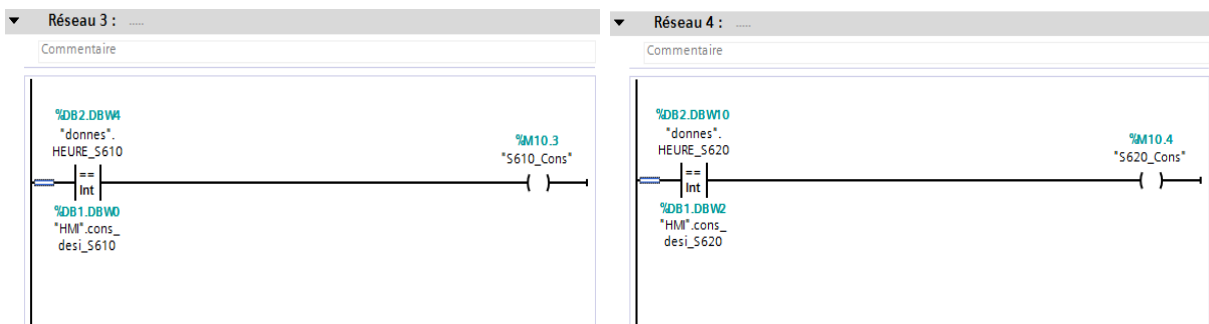 Réseau 3 : .....
Commentaire
%DB2.DBW4
"donnes".
HEURE_S610
==
Int
%DB1.DBW0
"HMI".cons_
desi_S610
%M10.3
"S610_Cons"
Réseau 4 : .....
Commentaire
%DB2.DBW10
"donnes".
HEURE_S620
==
Int
%DB1.DBW2
"HMI".cons_
desi_S620
%M10.4
"S620_Cons"